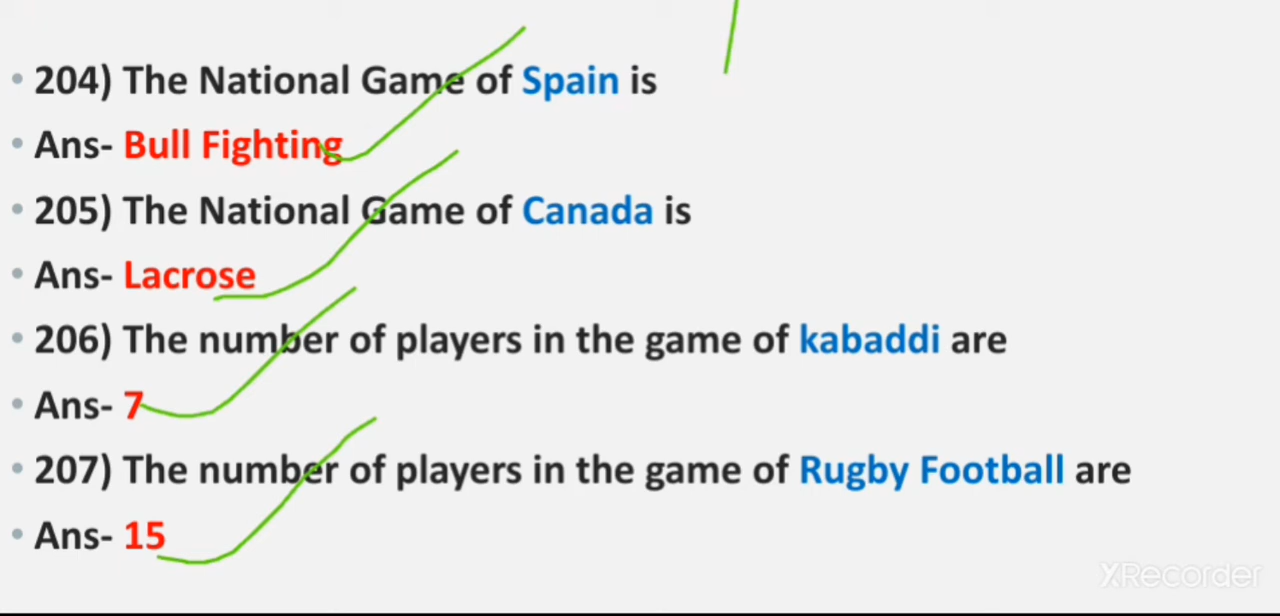 • 204) The National Game of Spain is
• Ans- Bull Fighting
• 205) The National Game of Canada is
• Ans- Lacrose
• 206) The number of players in the game of kabaddi are
• Ans- 7
• 207) The number of players in the game of Rugby Football are
• Ans- 15
XRecorder